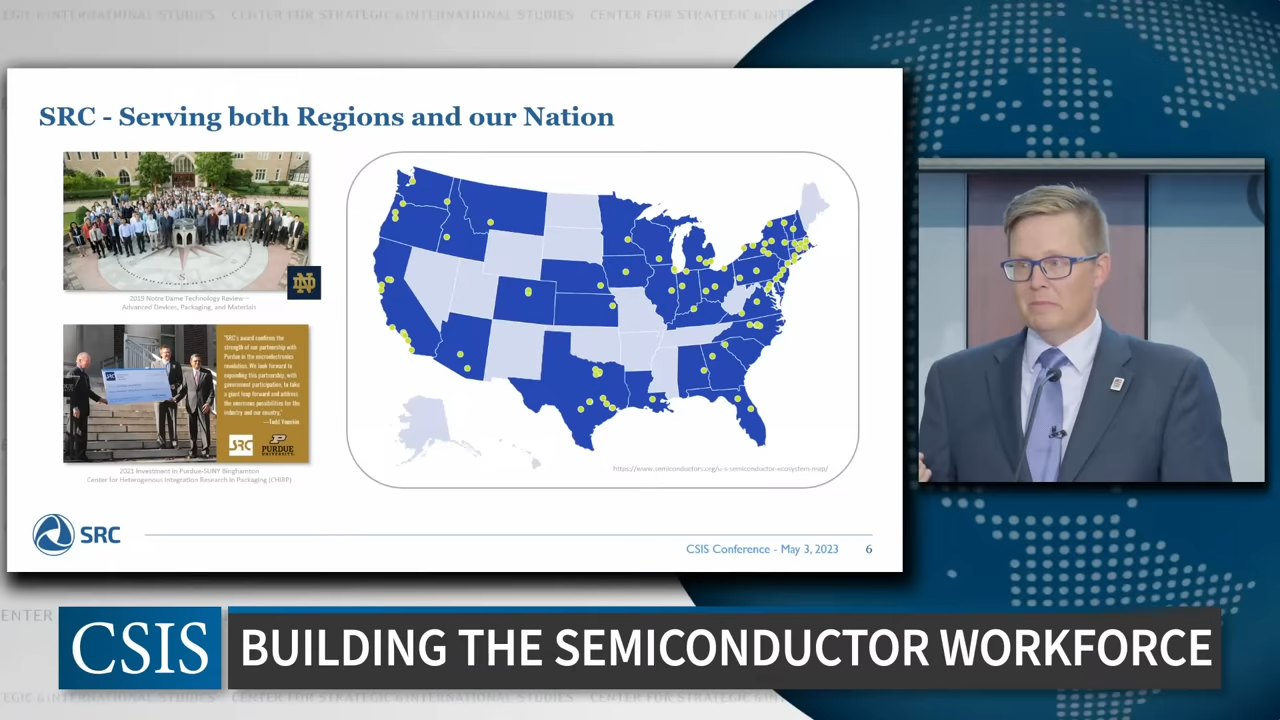 CENTER FOR STRATEGIC & INTERNATIONAL STUDIES
SRC - Serving both Regions and our Nation
2019 Notre Dame Technology Review –
Advanced Devices, Packaging, and Materials
"SRC's award confirms the
strength of our partnership with
Purdue in the microelectronics
revolution. We look forward to
expanding this partnership, with
government participation, to take
a giant leap forward and address
the enormous possibilities for the
industry and our country."
—Todd Younkin
SRC
PURDUE
UNIVERSITY
2021 Investment in Purdue-SUNY Binghamton
Center for Heterogenous Integration Research In Packaging (CHIRP)
https://www.semiconductors.org/u-s-semiconductor-ecosystem-map/
SRC
CSIS Conference - May 3, 2023
6
CSIS
BUILDING THE SEMICONDUCTOR WORKFORCE